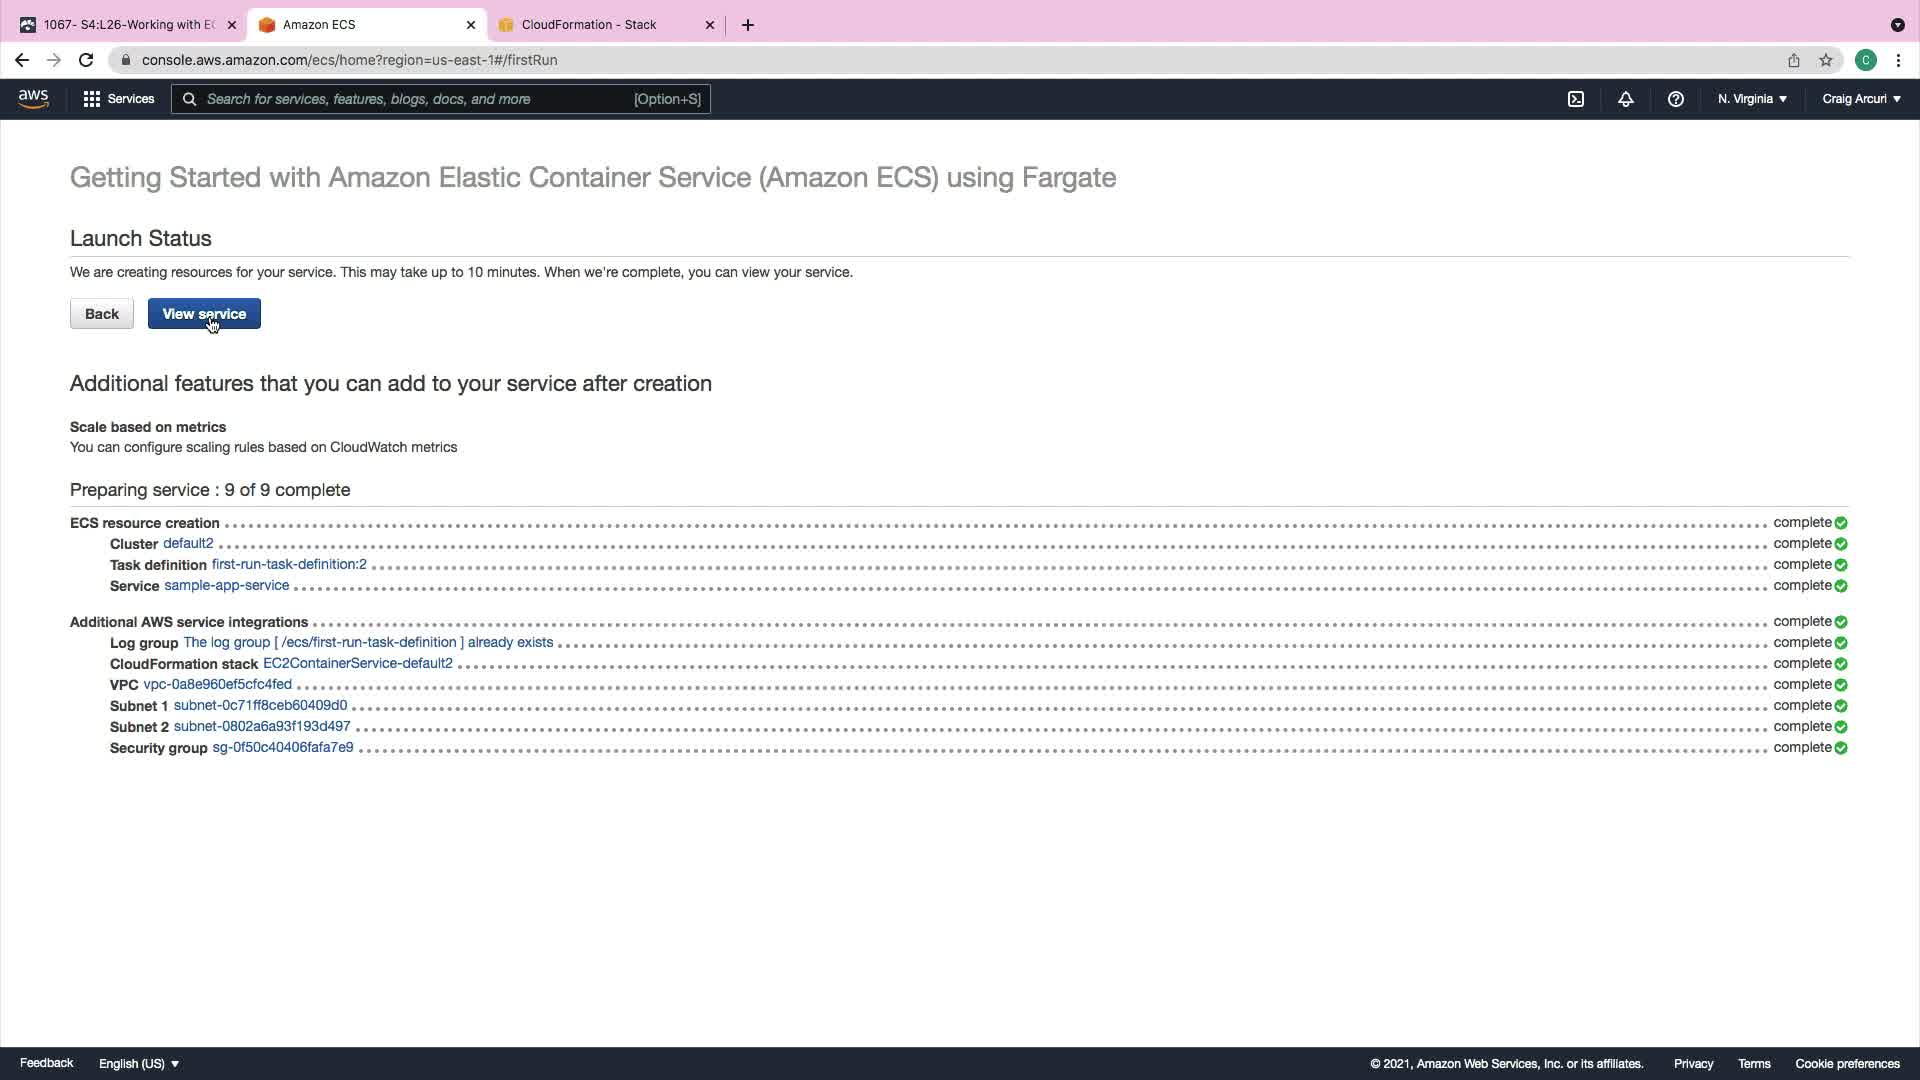 1067- S4:L26-Working with EC
Amazon ECS
CloudFormation - Stack
console.aws.amazon.com/ecs/home?region=us-east-1#/firstRun
C
aws
Services
Search for services, features, blogs, docs, and more
[Option+S]
N. Virginia
Craig Arcuri
Getting Started with Amazon Elastic Container Service (Amazon ECS) using Fargate
Launch Status
We are creating resources for your service. This may take up to 10 minutes. When we're complete, you can view your service.
Back
View service
Additional features that you can add to your service after creation
Scale based on metrics
You can configure scaling rules based on CloudWatch metrics
Preparing service : 9 of 9 complete
ECS resource creation complete
Cluster default2 complete
Task definition first-run-task-definition:2 complete
Service sample-app-service complete
Additional AWS service integrations complete
Log group The log group [ /ecs/first-run-task-definition ] already exists complete
CloudFormation stack EC2ContainerService-default2 complete
VPC vpc-0a8e960ef5cfc4fed complete
Subnet 1 subnet-0c71ff8ceb60409d0 complete
Subnet 2 subnet-0802a6a93f193d497 complete
Security group sg-0f50c40406fafa7e9 complete
Feedback
English (US)
© 2021, Amazon Web Services, Inc. or its affiliates.
Privacy
Terms
Cookie preferences